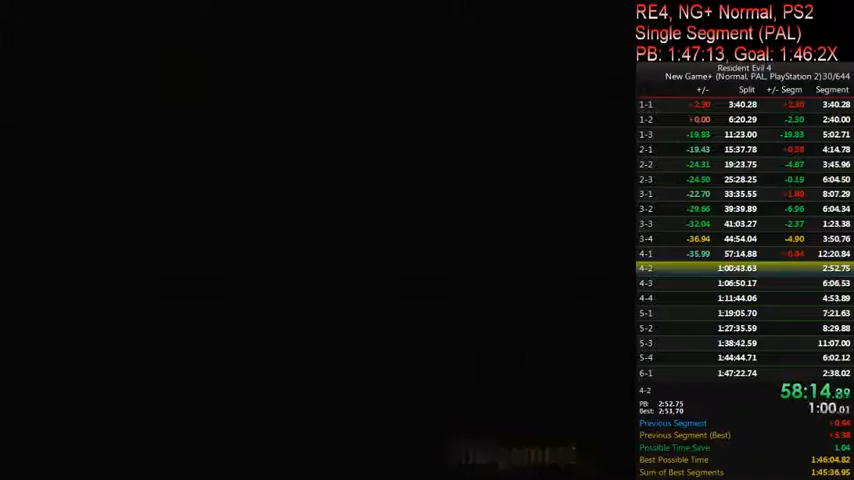 RE4, NG+ Normal, PS2
Single Segment (PAL)
PB: 1:47:13, Goal: 1:46:2X
Resident Evil 4
New Game+ (Normal, PAL, PlayStation 2) 30/644
+/- Split +/- Segm Segment
1-1 +2.30 3:40.28 +2.30 3:40.28
1-2 +0.00 6:20.29 -2.30 2:40.00
1-3 -19.83 11:23.00 -19.83 5:02.71
2-1 -19.43 15:37.78 +0.38 4:14.78
2-2 -24.31 19:23.75 -4.87 3:45.96
2-3 -24.50 25:28.25 -0.19 6:04.50
3-1 -22.70 33:35.55 +1.80 8:07.29
3-2 -29.66 39:39.89 -6.96 6:04.34
3-3 -32.04 41:03.27 -2.37 1:23.38
3-4 -36.94 44:54.04 -4.90 3:50.76
4-1 -35.99 57:14.88 +0.94 12:20.84
4-2 1:00:43.63 2:52.75
4-3 1:06:50.17 6:06.53
4-4 1:11:44.06 4:53.89
5-1 1:19:05.70 7:21.63
5-2 1:27:35.59 8:29.88
5-3 1:38:42.59 11:07.00
5-4 1:44:44.71 6:02.12
6-1 1:47:22.74 2:38.02
4-2 58:14.89
PB: 2:52.75
Best: 2:51.70
1:00.01
Previous Segment +0.94
Previous Segment (Best) +5.38
Possible Time Save 1.04
Best Possible Time 1:46:04.82
Sum of Best Segments 1:45:36.95